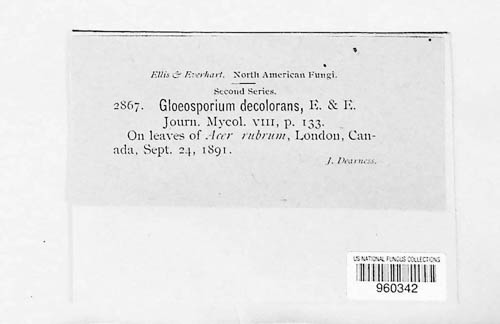 Ellis & Everhart. North American Fungi.
Second Series.
2867. Gloeosporium decolorans, E. & E.
Journ. Mycol. VIII, p. 133.
On leaves of Acer rubrum, London, Can-
ada, Sept. 24, 1891.
J. Dearness.
US NATIONAL FUNGUS COLLECTIONS
960342